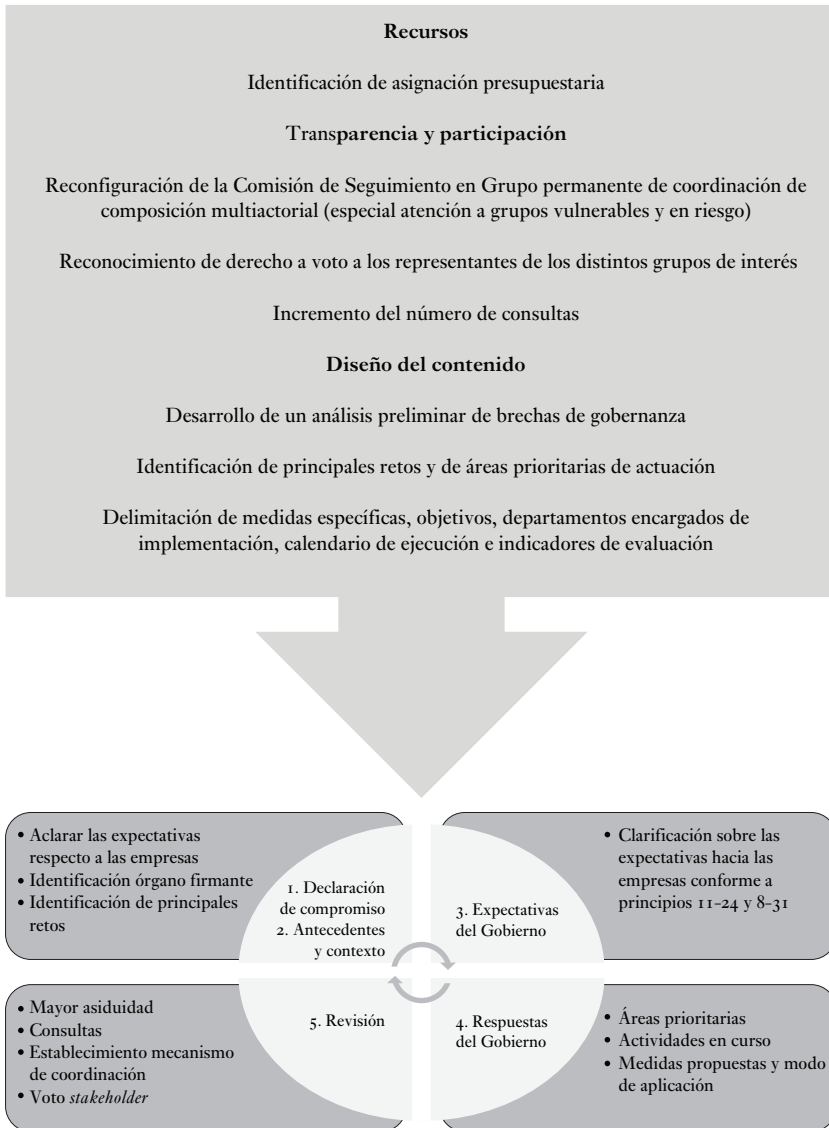 Recursos
Identificación de asignación presupuestaria
Transparencia y participación
Reconfiguración de la Comisión de Seguimiento en Grupo permanente de coordinación de
composición multiactorial (especial atención a grupos vulnerables y en riesgo)
Reconocimiento de derecho a voto a los representantes de los distintos grupos de interés
Incremento del número de consultas
Diseño del contenido
Desarrollo de un análisis preliminar de brechas de gobernanza
Identificación de principales retos y de áreas prioritarias de actuación
Delimitación de medidas específicas, objetivos, departamentos encargados de
implementación, calendario de ejecución e indicadores de evaluación
• Aclarar las expectativas
respecto a las empresas
• Identificación órgano firmante
• Identificación de principales
retos
1. Declaración
de compromiso
2. Antecedentes
y contexto
3. Expectativas
del Gobierno
• Clarificación sobre las
expectativas hacia las
empresas conforme a
principios 11-24 y 8-31
• Mayor asiduidad
• Consultas
• Establecimiento mecanismo
de coordinación
• Voto stakeholder
5. Revisión
4. Respuestas
del Gobierno
• Áreas prioritarias
• Actividades en curso
• Medidas propuestas y modo
de aplicación